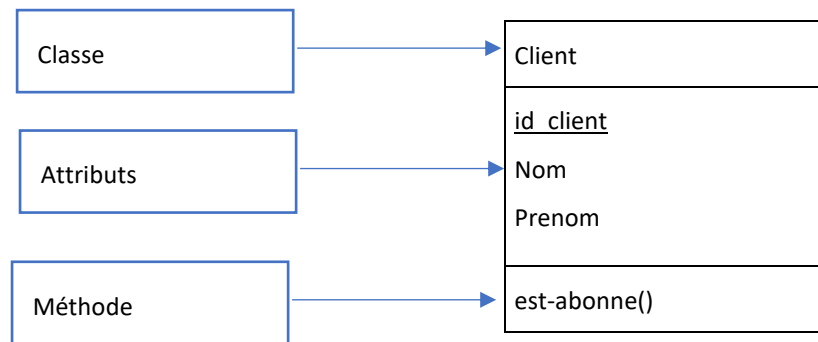 Classe
Client
id_client
Attributs
Nom
Prenom
Méthode
est-abonne()